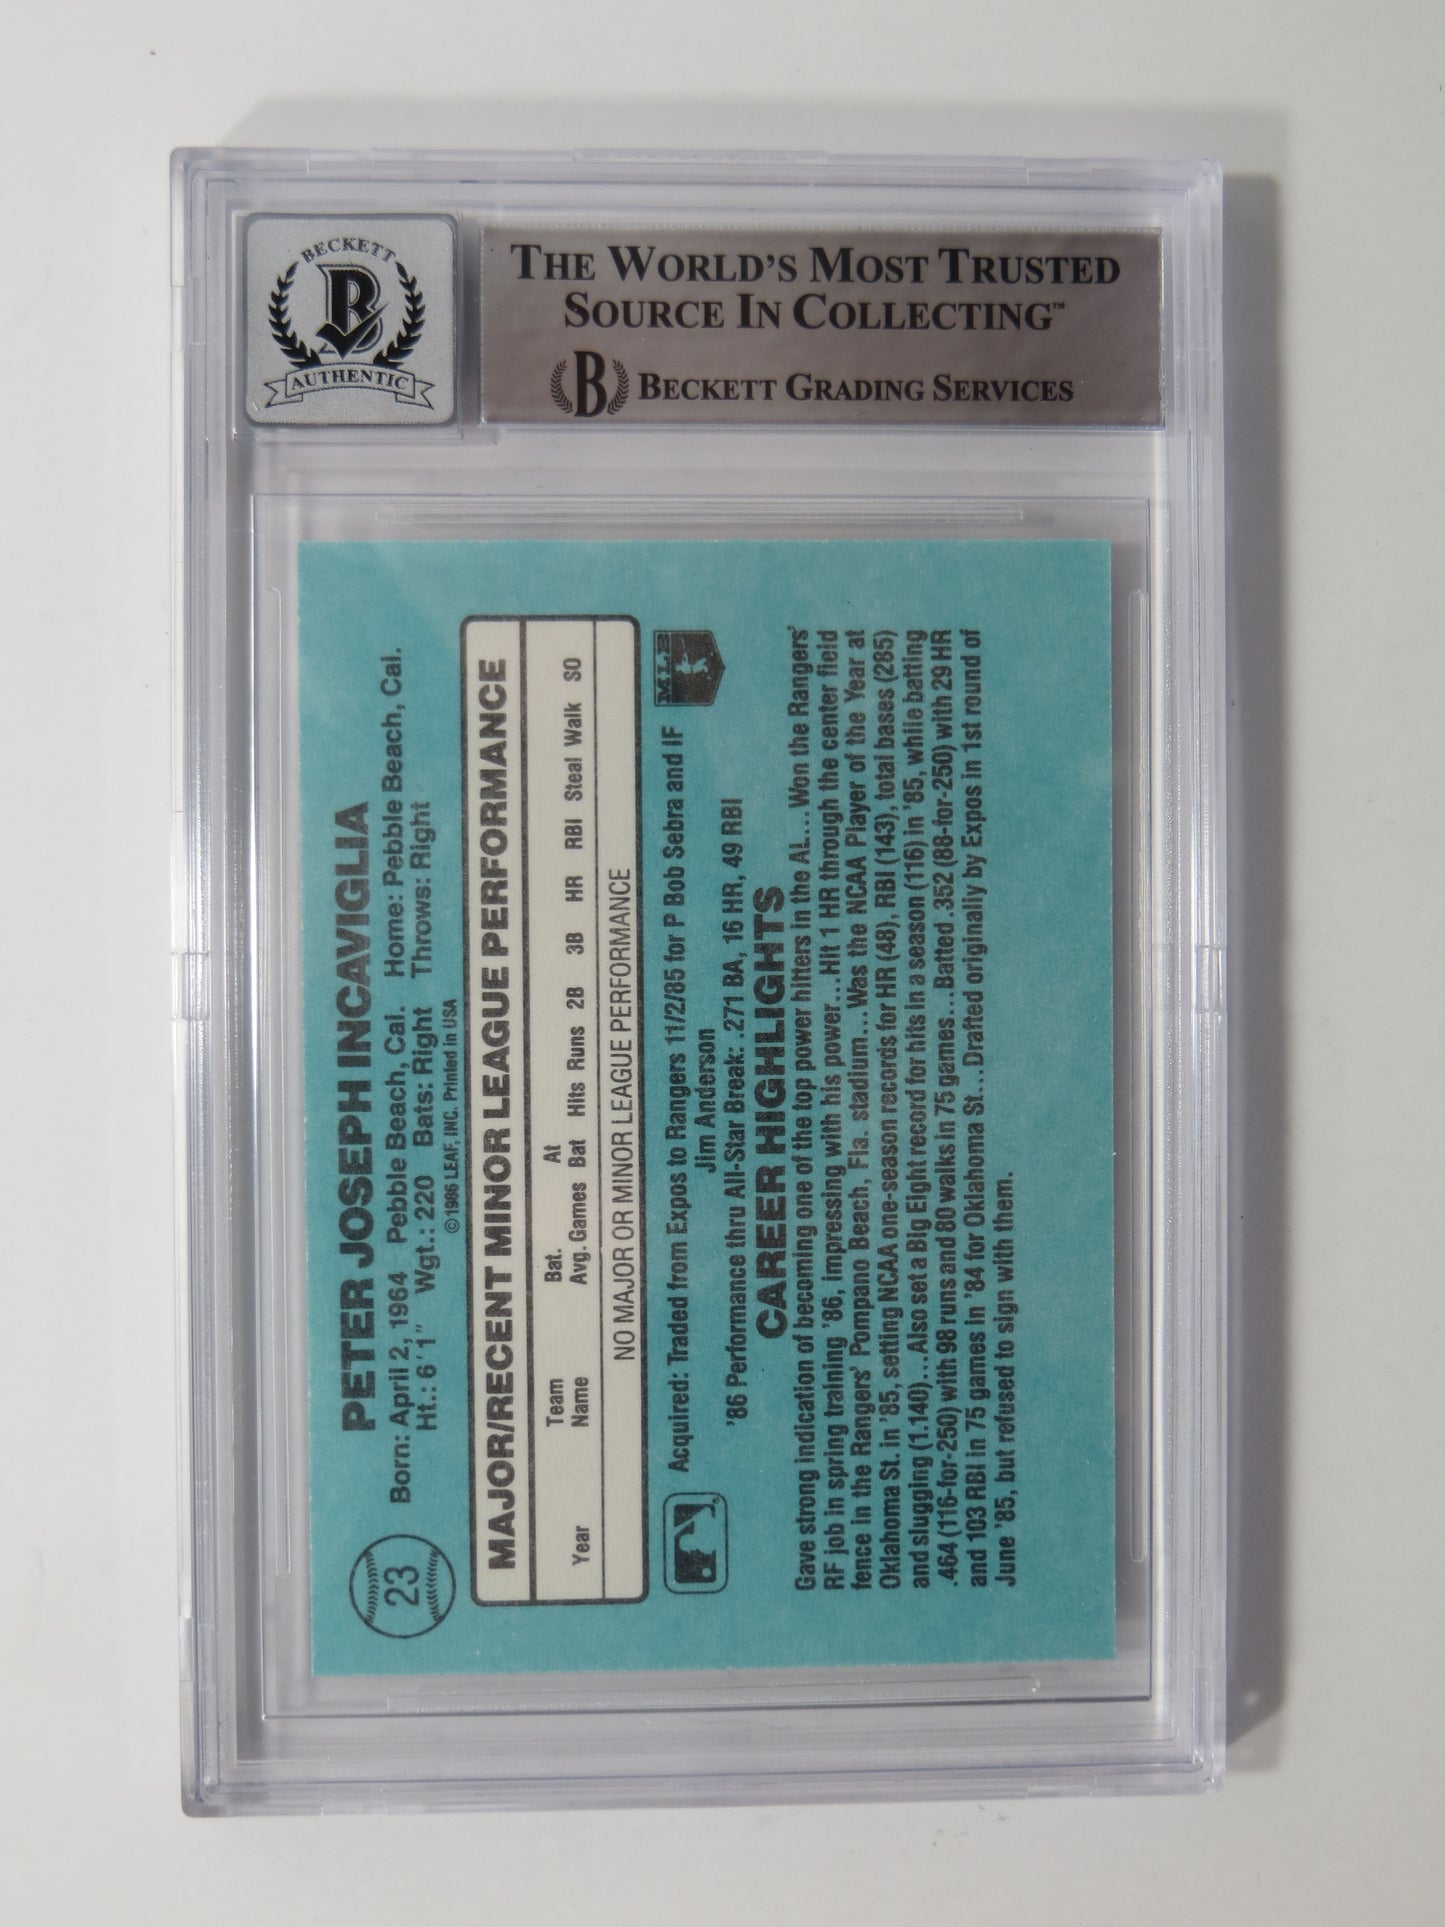 BECKETT
B
AUTHENTIC
THE WORLD'S MOST TRUSTED
SOURCE IN COLLECTING™
B BECKETT GRADING SERVICES
23
PETER JOSEPH INCAVIGLIA
Born: April 2, 1964 Pebble Beach, Cal. Home: Pebble Beach, Cal.
Ht.: 6'1" Wgt.: 220 Bats: Right Throws: Right
©1986 LEAF, INC. Printed in USA
MAJOR/RECENT MINOR LEAGUE PERFORMANCE
Team Bat. At
Year Name Avg. Games Bat Hits Runs 2B 3B HR RBI Steal Walk SO
NO MAJOR OR MINOR LEAGUE PERFORMANCE
Acquired: Traded from Expos to Rangers 11/2/85 for P Bob Sebra and IF
Jim Anderson
MLB
'86 Performance thru All-Star Break: .271 BA, 16 HR, 49 RBI
CAREER HIGHLIGHTS
Gave strong indication of becoming one of the top power hitters in the AL... Won the Rangers'
RF job in spring training '86, impressing with his power...Hit 1 HR through the center field
fence in the Rangers' Pompano Beach, Fla. stadium...Was the NCAA Player of the Year at
Oklahoma St. in '85, setting NCAA one-season records for HR (48), RBI (143), total bases (285)
and slugging (1.140)...Also set a Big Eight record for hits in a season (116) in '85, while batting
.464 (116-for-250) with 98 runs and 80 walks in 75 games...Batted .352 (88-for-250) with 29 HR
and 103 RBI in 75 games in '84 for Oklahoma St...Drafted originally by Expos in 1st round of
June '85, but refused to sign with them.